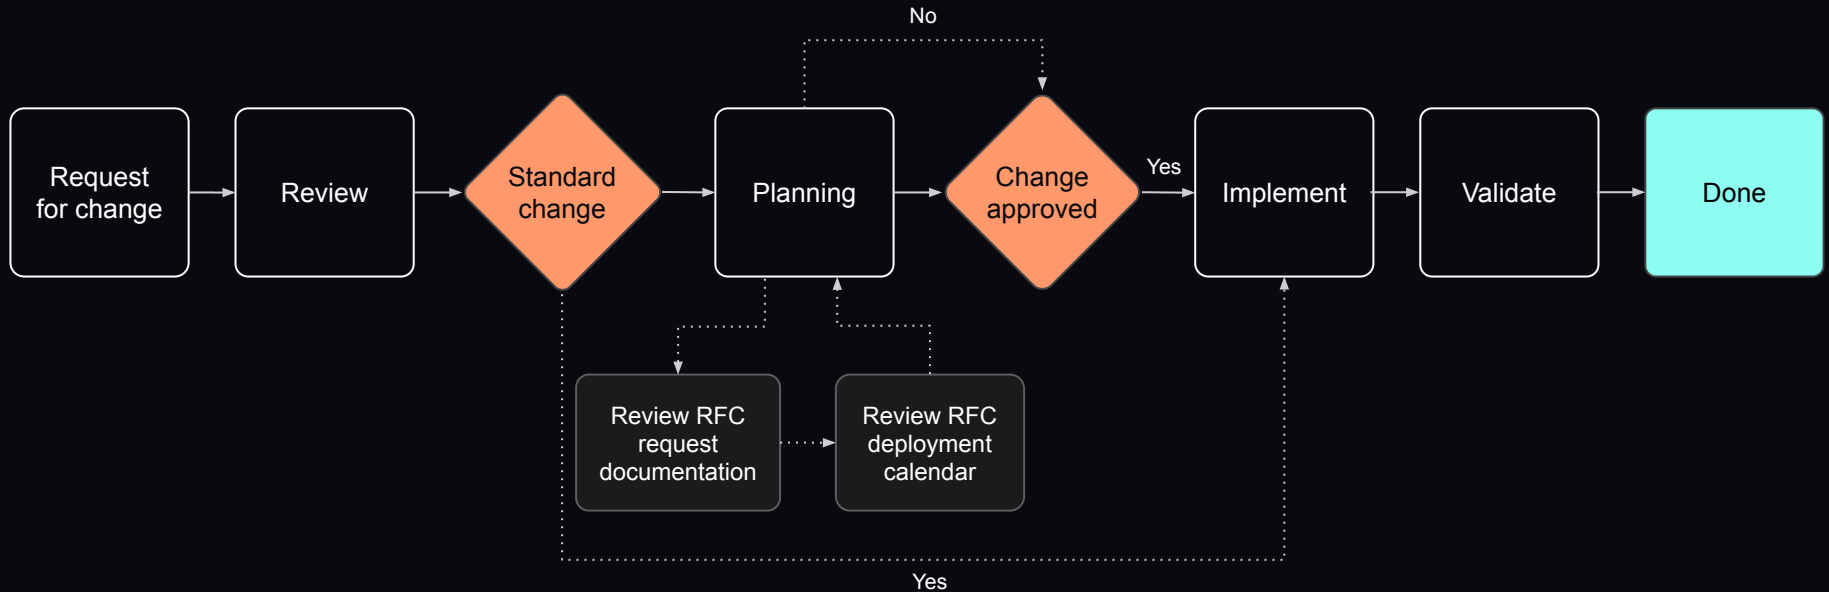 No
Request
for change
Review
Standard
change
Planning
Change
approved
Yes
Implement
Validate
Done
Review RFC
request
documentation
Review RFC
deployment
calendar
Yes